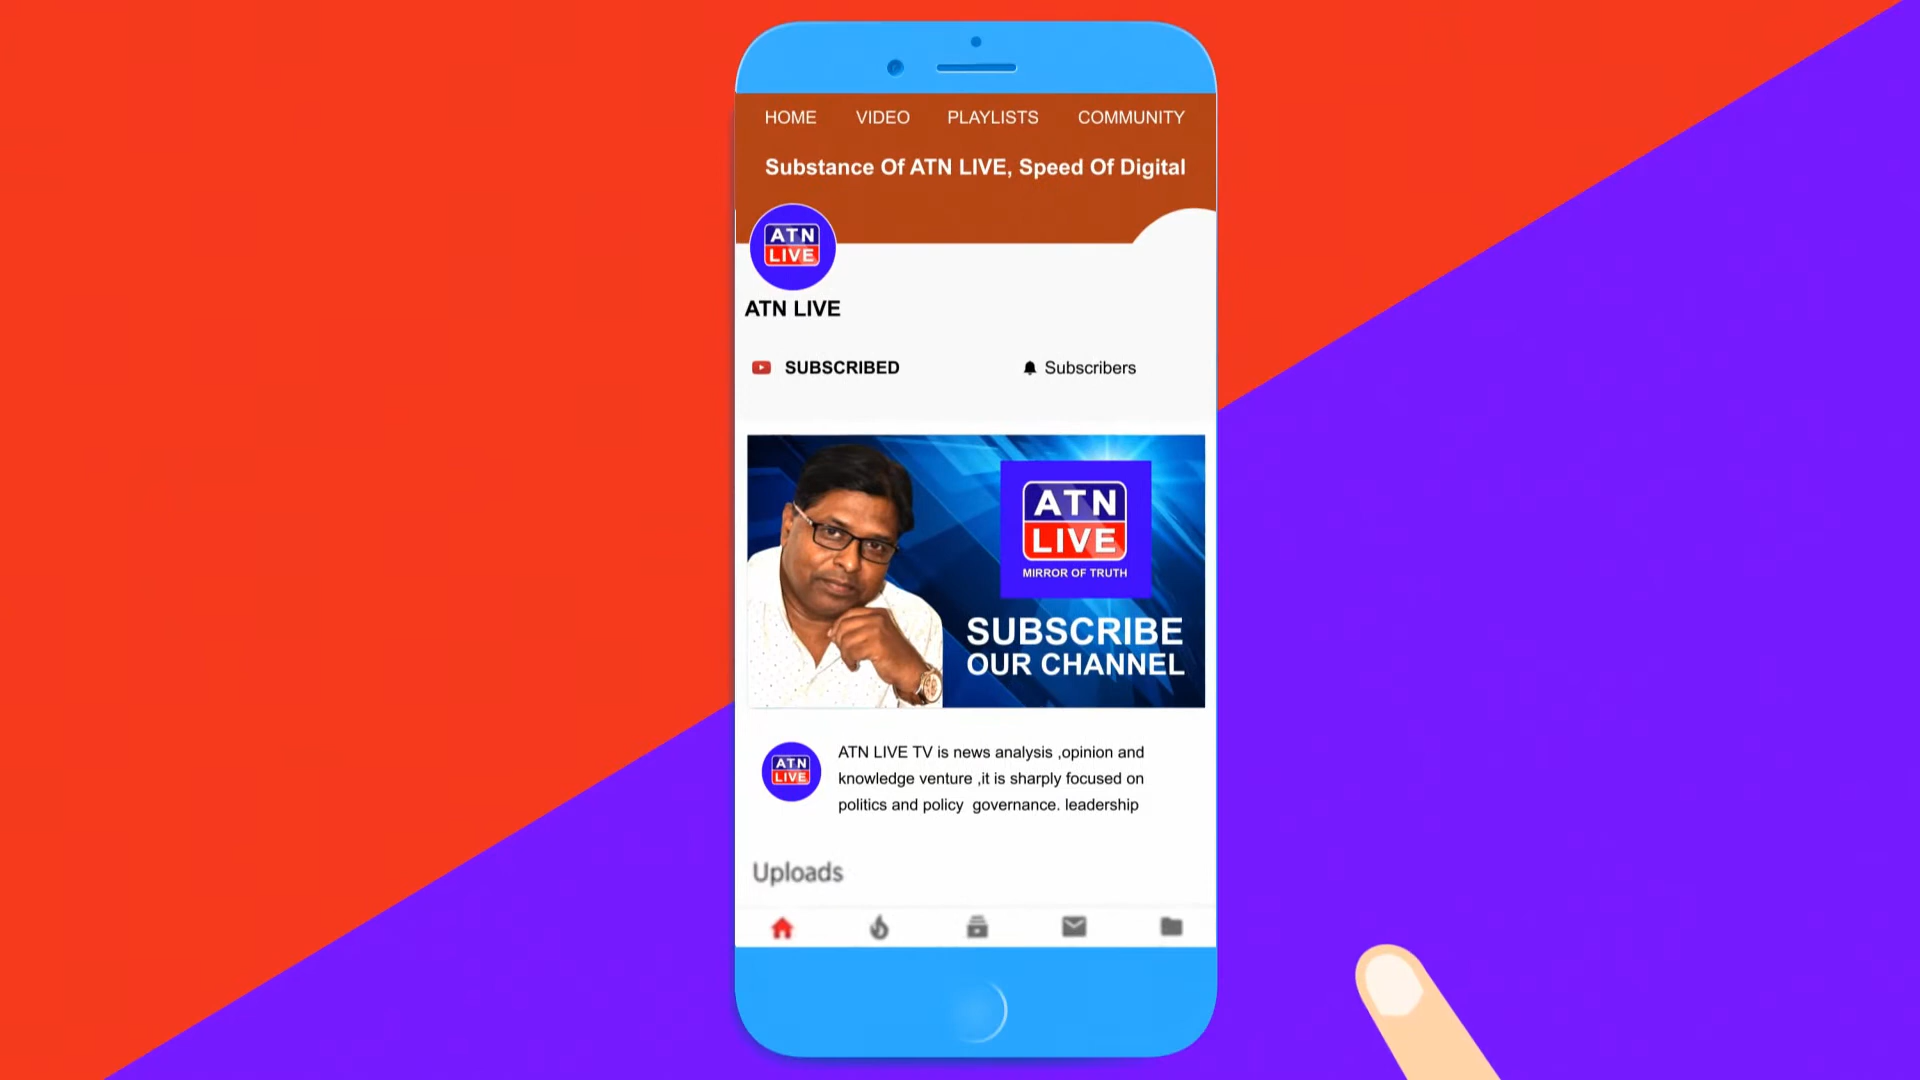 HOME VIDEO PLAYLISTS COMMUNITY
Substance Of ATN LIVE, Speed Of Digital
ATN
LIVE
ATN LIVE
SUBSCRIBED Subscribers
ATN
LIVE
MIRROR OF TRUTH
SUBSCRIBE
OUR CHANNEL
ATN
LIVE
ATN LIVE TV is news analysis ,opinion and
knowledge venture ,it is sharply focused on
politics and policy governance. leadership
Uploads